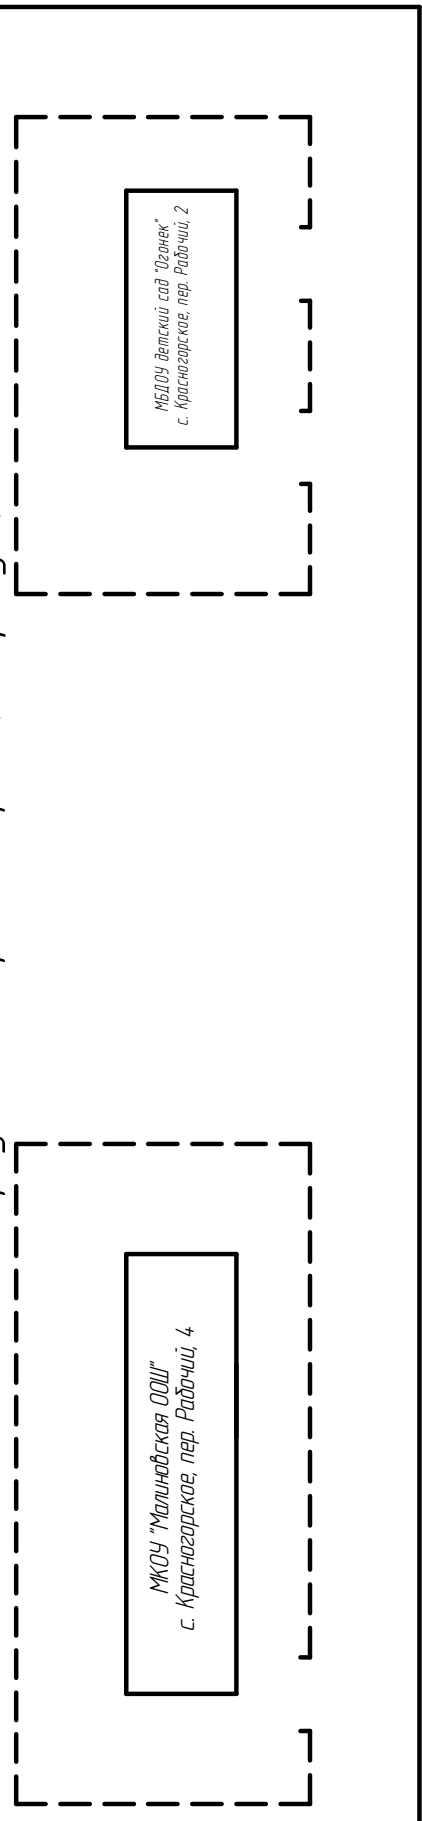 МБДОУ детский сад "Огонек"
с. Красногорское, пер. Рабочий, 2
МКОУ "Малиновская ООШ"
с. Красногорское, пер. Рабочий, 4